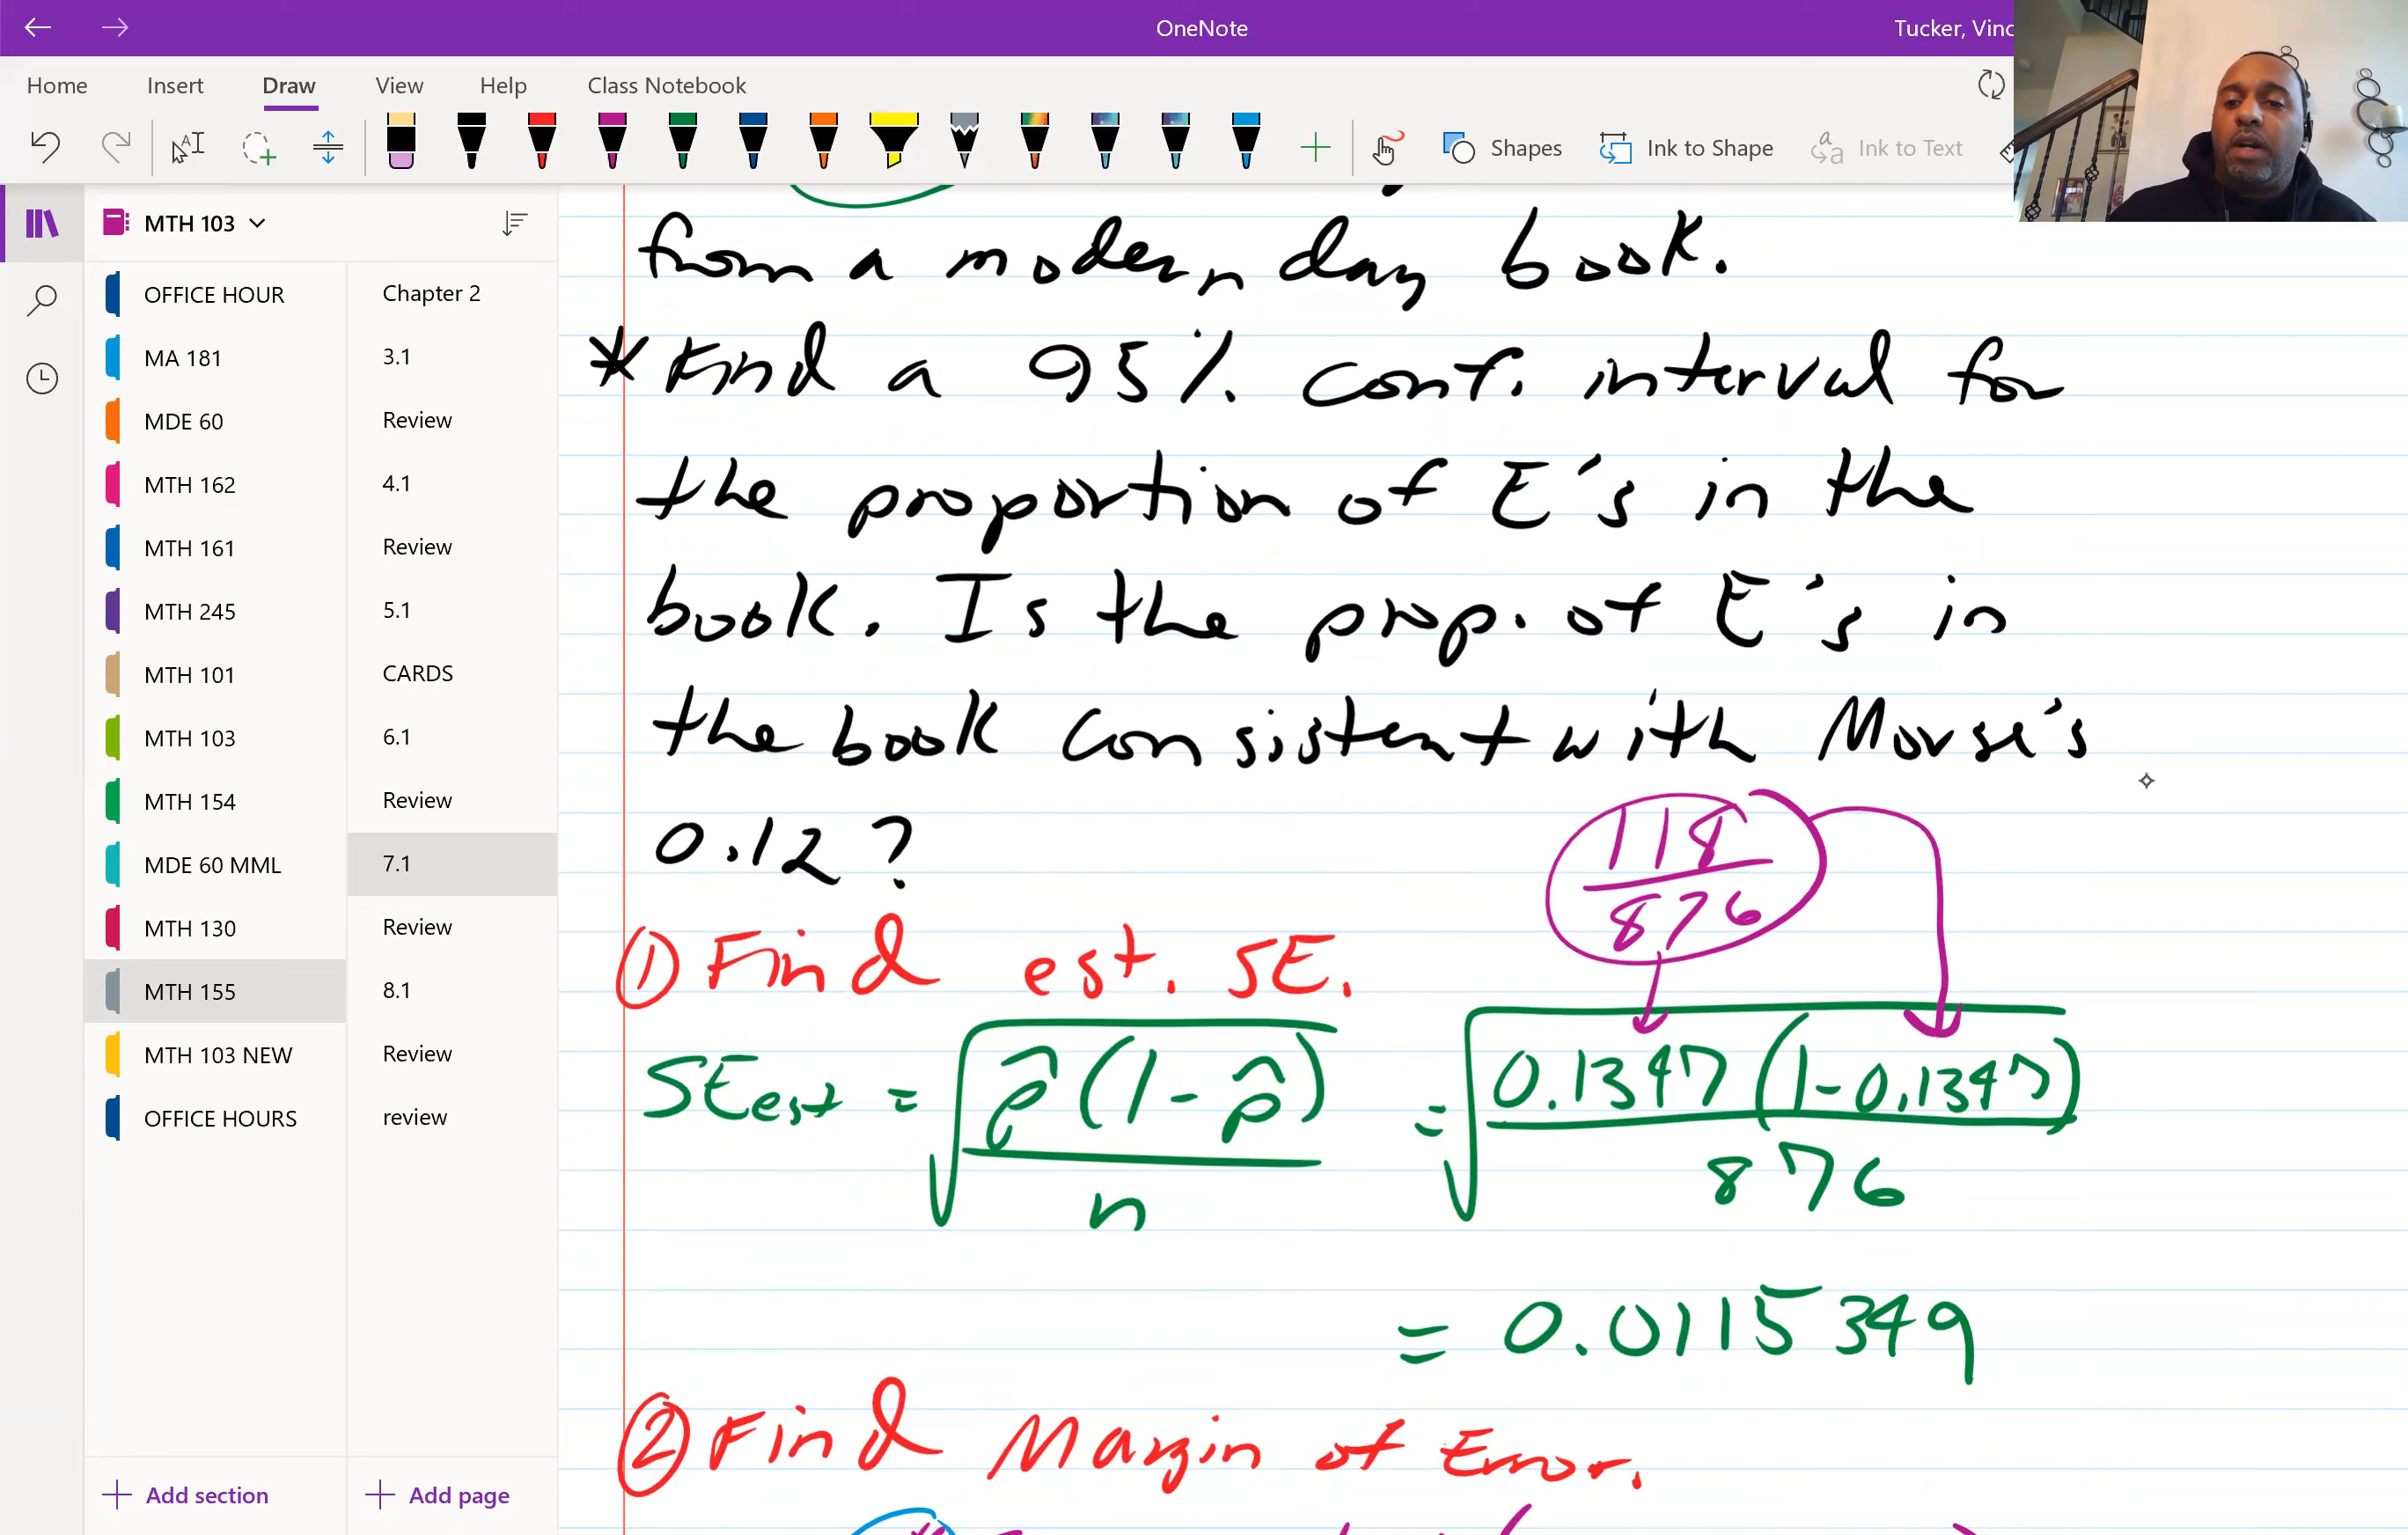 OneNote
Tucker, Vinc
Home Insert Draw View Help Class Notebook
Shapes Ink to Shape Ink to Text
MTH 103
OFFICE HOUR
MA 181
MDE 60
MTH 162
MTH 161
MTH 245
MTH 101
MTH 103
MTH 154
MDE 60 MML
MTH 130
MTH 155
MTH 103 NEW
OFFICE HOURS
Add section
Chapter 2
3.1
Review
4.1
Review
5.1
CARDS
6.1
Review
7.1
Review
8.1
Review
review
Add page
from a modern day book.
* Find a 95% conf. interval for
the proportion of E's in the
book. Is the prop. of E's in
the book consistent with Morse's
0.12?
118
876
① Find est. SE.
SEest = √(p̂(1-p̂)/n) = √(0.1347(1-0.1347)/876)
= 0.0115349
② Find Margin of Error.